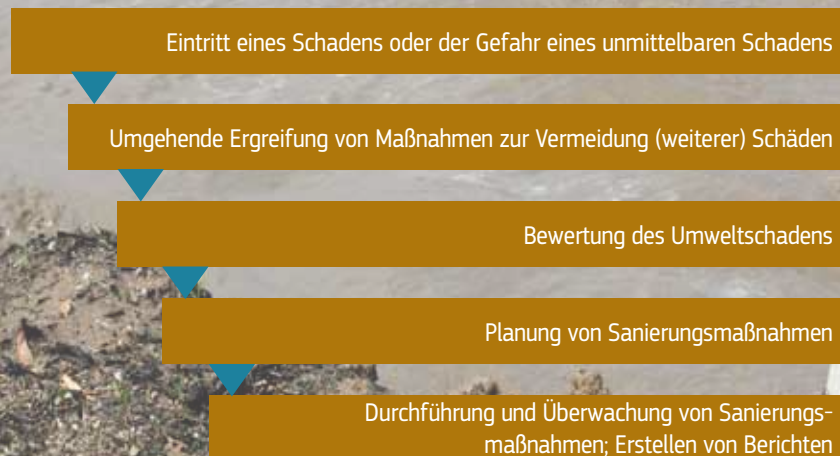 Eintritt eines Schadens oder der Gefahr eines unmittelbaren Schadens
Umgehende Ergreifung von Maßnahmen zur Vermeidung (weiterer) Schäden
Bewertung des Umweltschadens
Planung von Sanierungsmaßnahmen
Durchführung und Überwachung von Sanierungs-
maßnahmen; Erstellen von Berichten